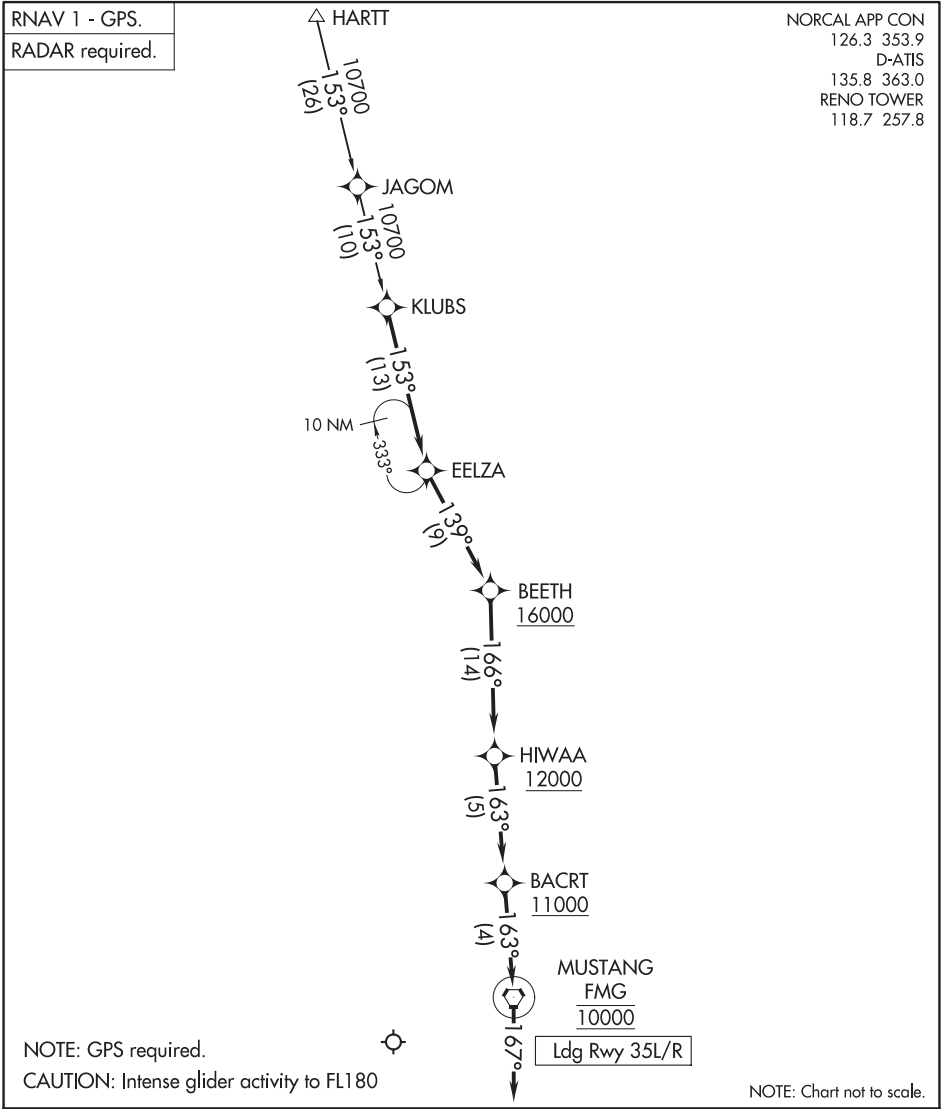 RNAV 1 - GPS.
RADAR required.
NORCAL APP CON
126.3 353.9
D-ATIS
135.8 363.0
RENO TOWER
118.7 257.8
HARTT
10700
153°
(26)
JAGOM
10700
153°
(10)
KLUBS
153°
(13)
10 NM
333°
EELZA
139°
(9)
BEETH
16000
166°
(14)
HIWAA
12000
163°
(5)
BACRT
11000
163°
(4)
MUSTANG
FMG
10000
167°
Ldg Rwy 35L/R
NOTE: GPS required.
CAUTION: Intense glider activity to FL180
NOTE: Chart not to scale.